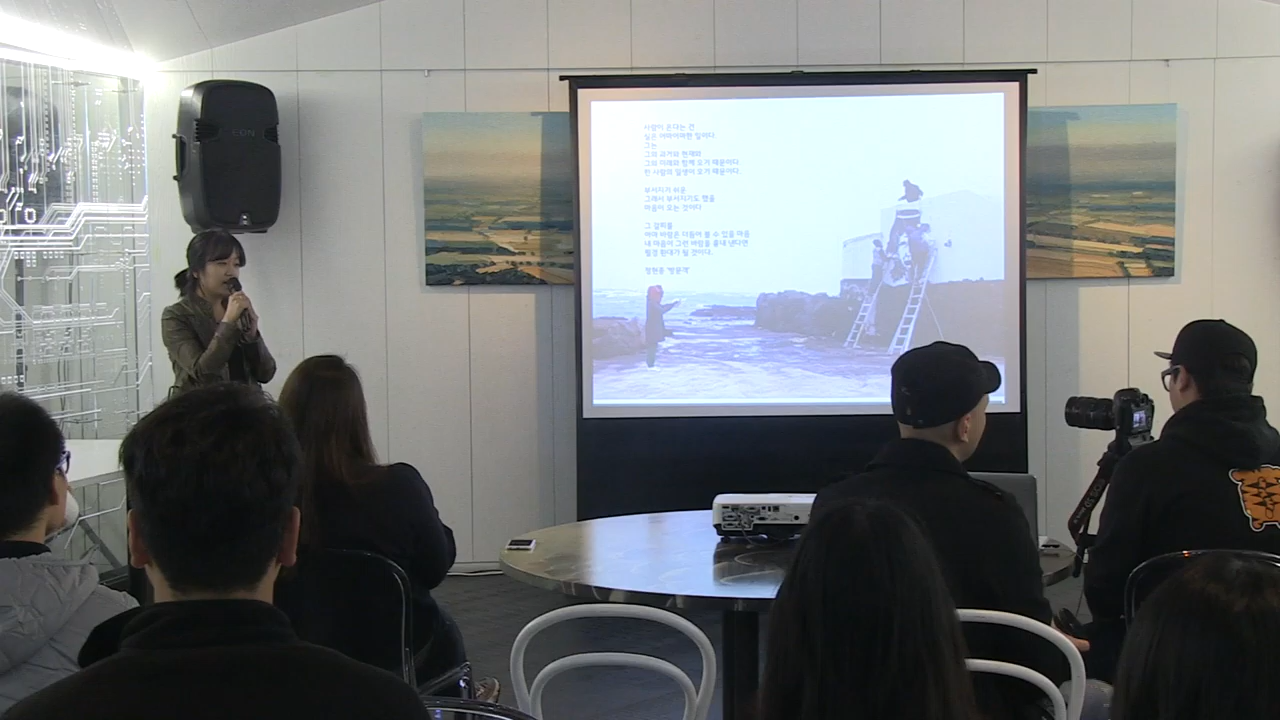 EON
사람이 온다는 건
실은 어마어마한 일이다.
그는
그의 과거와 현재와
그의 미래와 함께 오기 때문이다.
한 사람의 일생이 오기 때문이다.
부서지기 쉬운
그래서 부서지기도 했을
마음이 오는 것이다
그 갈피를
아마 바람은 더듬어 볼 수 있을 마음
내 마음이 그런 바람을 흉내 낸다면
필경 환대가 될 것이다.
정현종 '방문객'